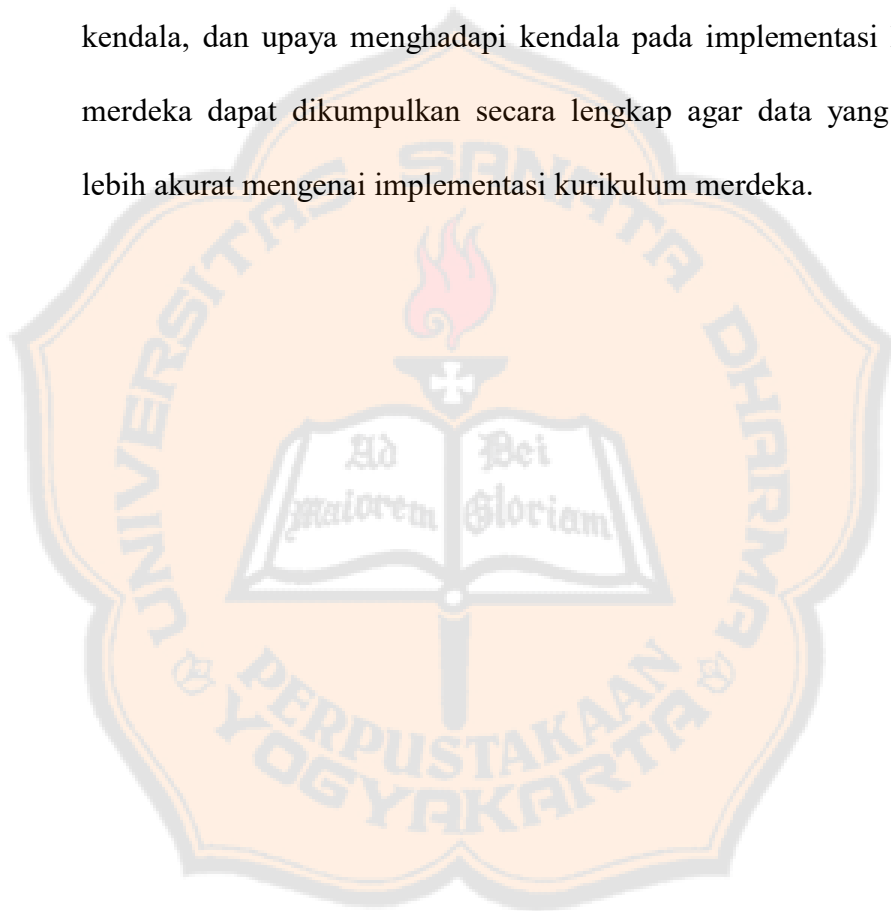 kendala, dan upaya menghadapi kendala pada implementasi
merdeka dapat dikumpulkan secara lengkap agar data yang
lebih akurat mengenai implementasi kurikulum merdeka.
UNIVERSITAS SANATA DHARMA
Ad Dei
Maiorem Gloriam
PERPUSTAKAAN
YOGYAKARTA